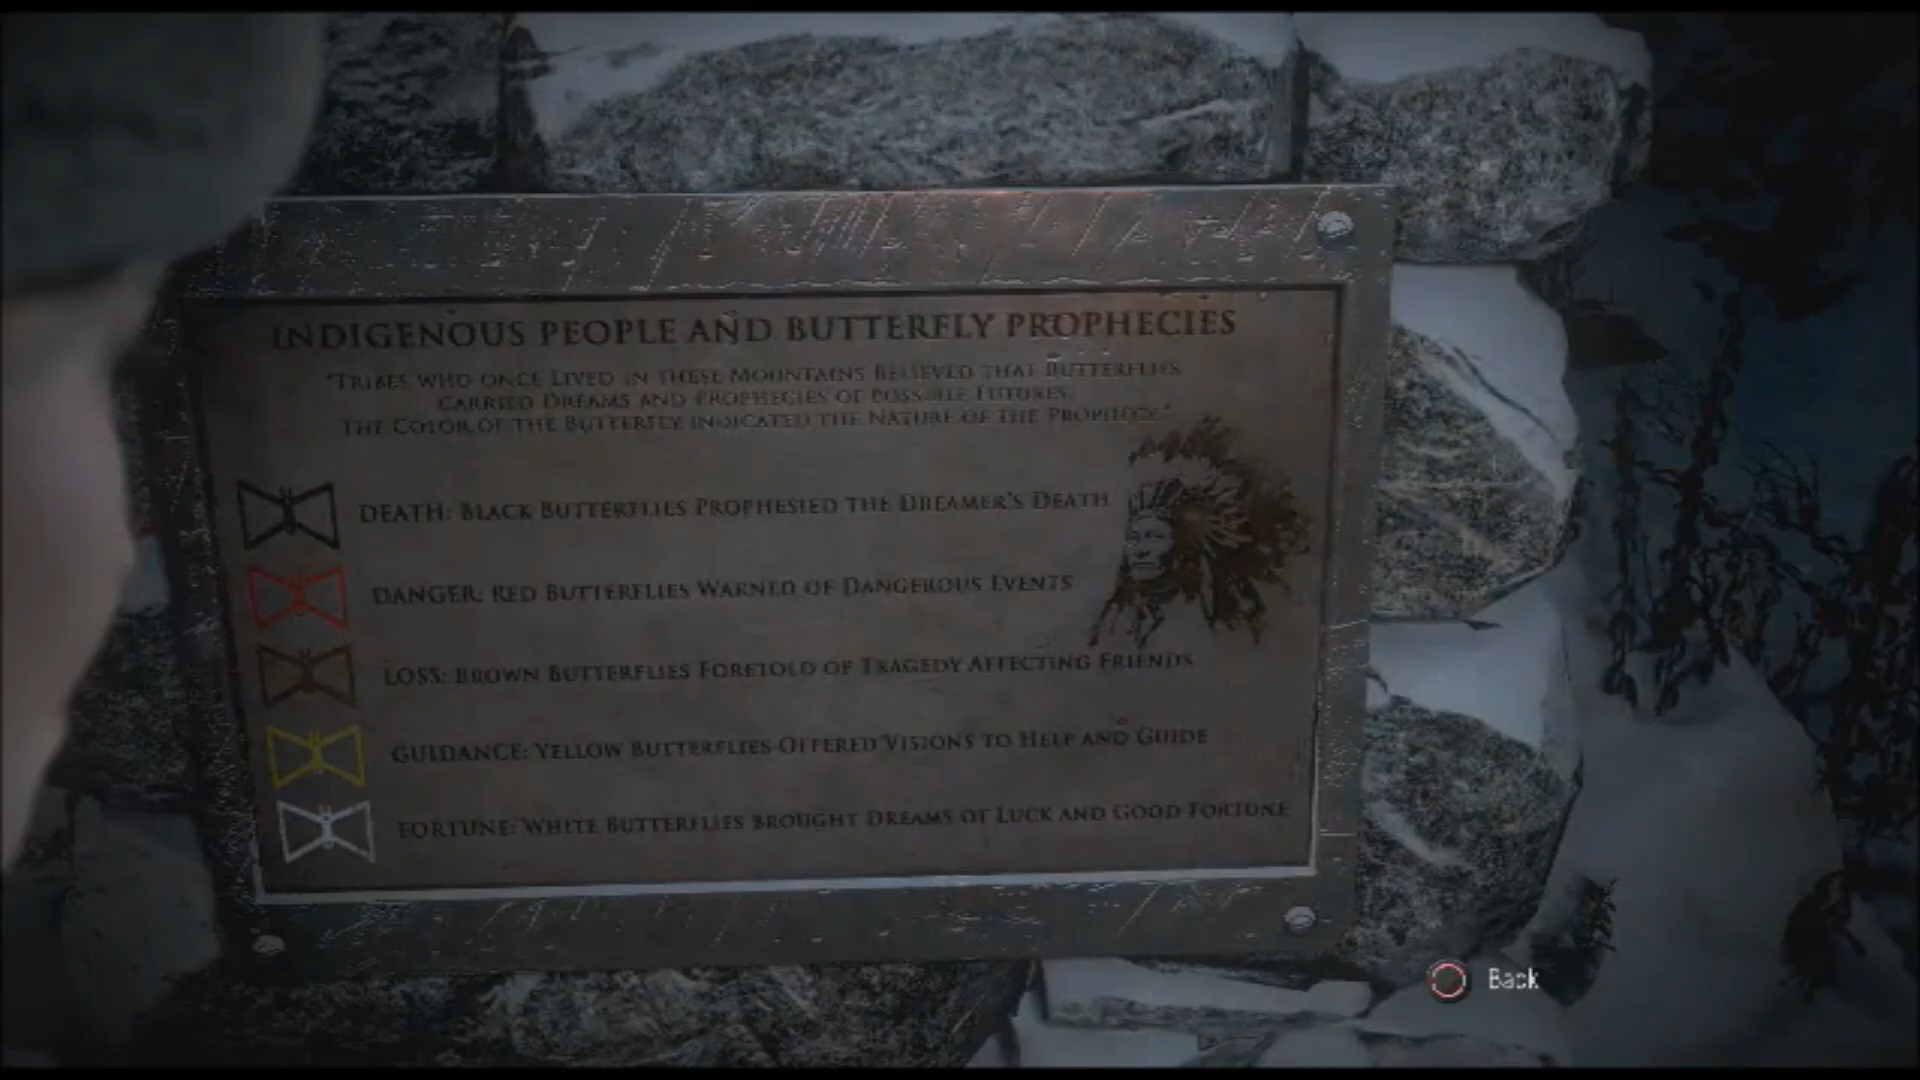 INDIGENOUS PEOPLE AND BUTTERFLY PROPHECIES
"TRIBES WHO ONCE LIVED IN THESE MOUNTAINS BELIEVED THAT BUTTERFLIES
CARRIED DREAMS AND PROPHECIES OF POSSIBLE FUTURES.
THE COLOR OF THE BUTTERFLY INDICATED THE NATURE OF THE PROPHECY."
DEATH: BLACK BUTTERFLIES PROPHESIED THE DREAMER'S DEATH
DANGER: RED BUTTERFLIES WARNED OF DANGEROUS EVENTS
LOSS: BROWN BUTTERFLIES FORETOLD OF TRAGEDY AFFECTING FRIENDS
GUIDANCE: YELLOW BUTTERFLIES OFFERED VISIONS TO HELP AND GUIDE
FORTUNE: WHITE BUTTERFLIES BROUGHT DREAMS OF LUCK AND GOOD FORTUNE
Back